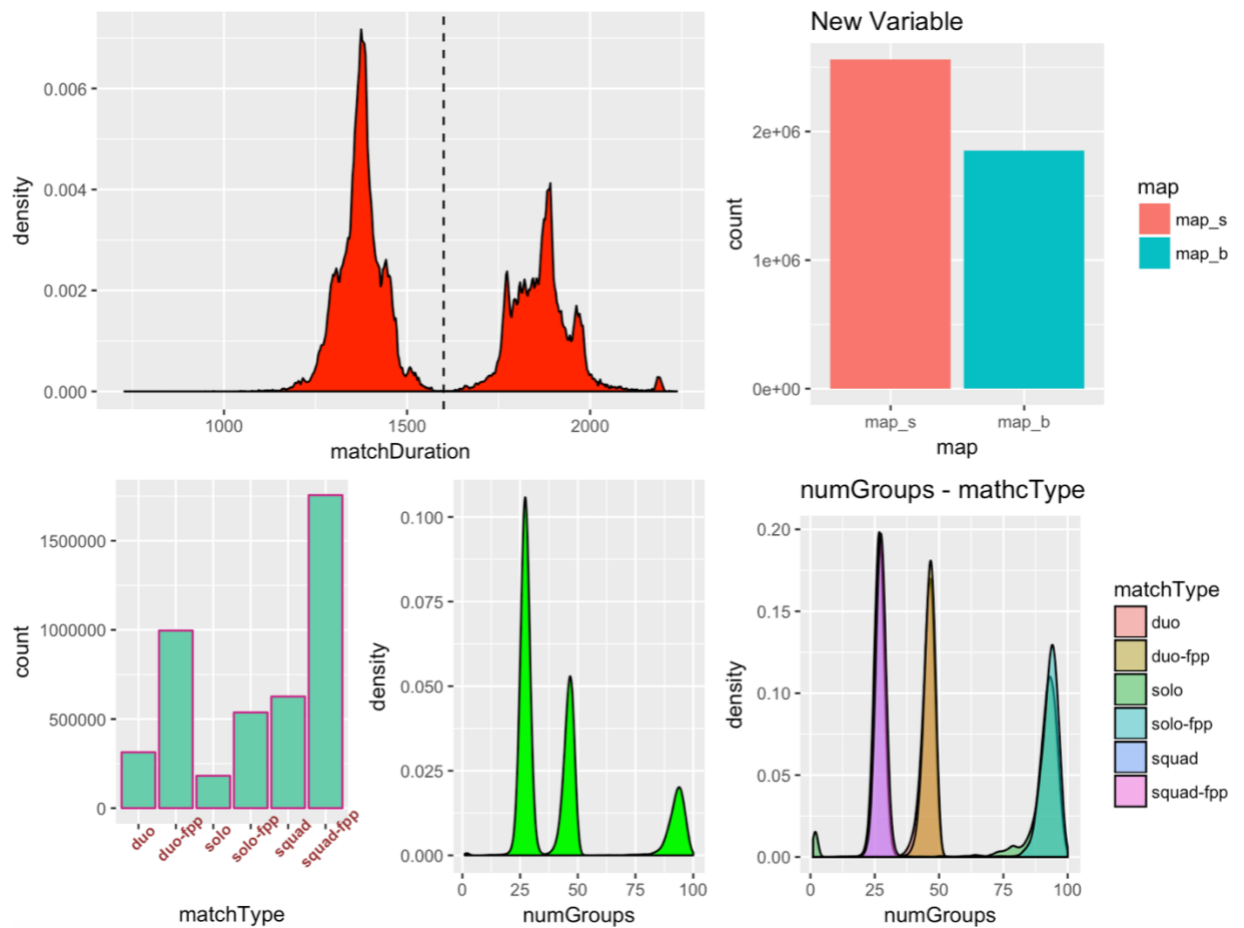 density
0.006
0.004
0.002
0.000
1000 1500 2000
matchDuration
New Variable
count
2e+06
1e+06
0e+00
map_s map_b
map
map
map_s
map_b
count
1500000
1000000
500000
0
duo duo-fpp solo solo-fpp squad squad-fpp
matchType
density
0.100
0.075
0.050
0.025
0.000
0 25 50 75 100
numGroups
numGroups - mathcType
density
0.20
0.15
0.10
0.05
0.00
0 25 50 75 100
numGroups
matchType
duo
duo-fpp
solo
solo-fpp
squad
squad-fpp